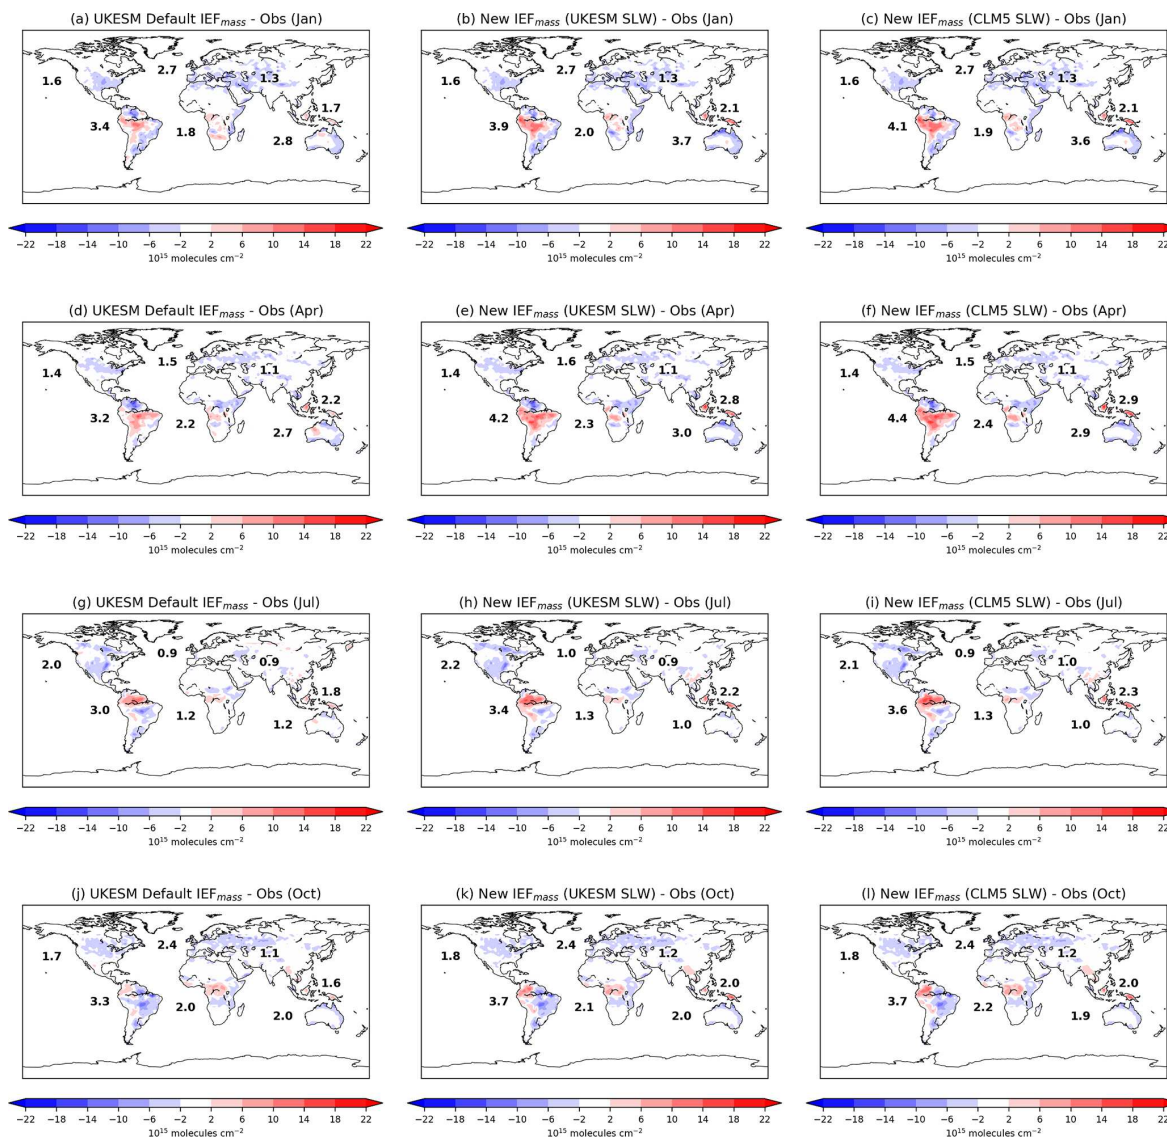 (a) UKESM Default IEF_mass - Obs (Jan)
(b) New IEF_mass (UKESM SLW) - Obs (Jan)
(c) New IEF_mass (CLM5 SLW) - Obs (Jan)
1.6 2.7 1.3 1.7 3.4 1.8 2.8
1.6 2.7 1.3 2.1 3.9 2.0 3.7
1.6 2.7 1.3 2.1 4.1 1.9 3.6
−22 −18 −14 −10 −6 −2 2 6 10 14 18 22
−22 −18 −14 −10 −6 −2 2 6 10 14 18 22
−22 −18 −14 −10 −6 −2 2 6 10 14 18 22
10¹⁵ molecules cm⁻²
10¹⁵ molecules cm⁻²
10¹⁵ molecules cm⁻²
(d) UKESM Default IEF_mass - Obs (Apr)
(e) New IEF_mass (UKESM SLW) - Obs (Apr)
(f) New IEF_mass (CLM5 SLW) - Obs (Apr)
1.4 1.5 1.1 2.2 3.2 2.2 2.7
1.4 1.6 1.1 2.8 4.2 2.3 3.0
1.4 1.5 1.1 2.9 4.4 2.4 2.9
−22 −18 −14 −10 −6 −2 2 6 10 14 18 22
−22 −18 −14 −10 −6 −2 2 6 10 14 18 22
−22 −18 −14 −10 −6 −2 2 6 10 14 18 22
10¹⁵ molecules cm⁻²
10¹⁵ molecules cm⁻²
10¹⁵ molecules cm⁻²
(g) UKESM Default IEF_mass - Obs (Jul)
(h) New IEF_mass (UKESM SLW) - Obs (Jul)
(i) New IEF_mass (CLM5 SLW) - Obs (Jul)
2.0 0.9 0.9 1.8 3.0 1.2 1.2
2.2 1.0 0.9 2.2 3.4 1.3 1.0
2.1 0.9 1.0 2.3 3.6 1.3 1.0
−22 −18 −14 −10 −6 −2 2 6 10 14 18 22
−22 −18 −14 −10 −6 −2 2 6 10 14 18 22
−22 −18 −14 −10 −6 −2 2 6 10 14 18 22
10¹⁵ molecules cm⁻²
10¹⁵ molecules cm⁻²
10¹⁵ molecules cm⁻²
(j) UKESM Default IEF_mass - Obs (Oct)
(k) New IEF_mass (UKESM SLW) - Obs (Oct)
(l) New IEF_mass (CLM5 SLW) - Obs (Oct)
1.7 2.4 1.1 1.6 3.3 2.0 2.0
1.8 2.4 1.2 2.0 3.7 2.1 2.0
1.8 2.4 1.2 2.0 3.7 2.2 1.9
−22 −18 −14 −10 −6 −2 2 6 10 14 18 22
−22 −18 −14 −10 −6 −2 2 6 10 14 18 22
−22 −18 −14 −10 −6 −2 2 6 10 14 18 22
10¹⁵ molecules cm⁻²
10¹⁵ molecules cm⁻²
10¹⁵ molecules cm⁻²